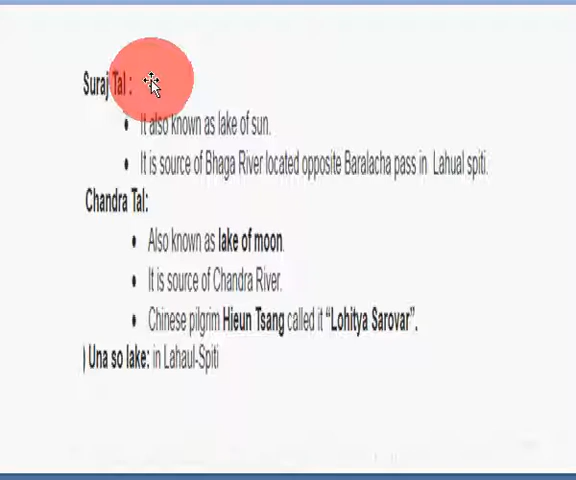 Suraj Tal :
• It also known as lake of sun.
• It is source of Bhaga River located opposite Baralacha pass in Lahual spiti.
Chandra Tal:
• Also known as lake of moon.
• It is source of Chandra River.
• Chinese pilgrim Hieun Tsang called it “Lohitya Sarovar”.
) Una so lake: in Lahaul-Spiti